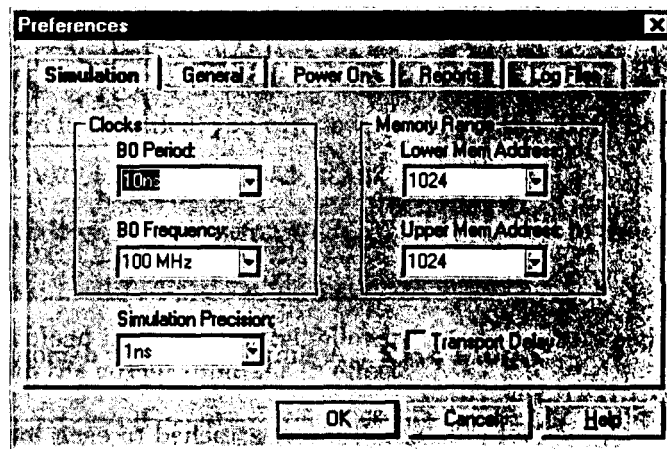 Preferences
Simulation General Power On Reports Log Files
Clocks
B0 Period:
10ns
B0 Frequency:
100 MHz
Memory Range
Lower Mem Address:
1024
Upper Mem Address:
1024
Simulation Precision:
1ns
Transport Delay
OK Cancel Help